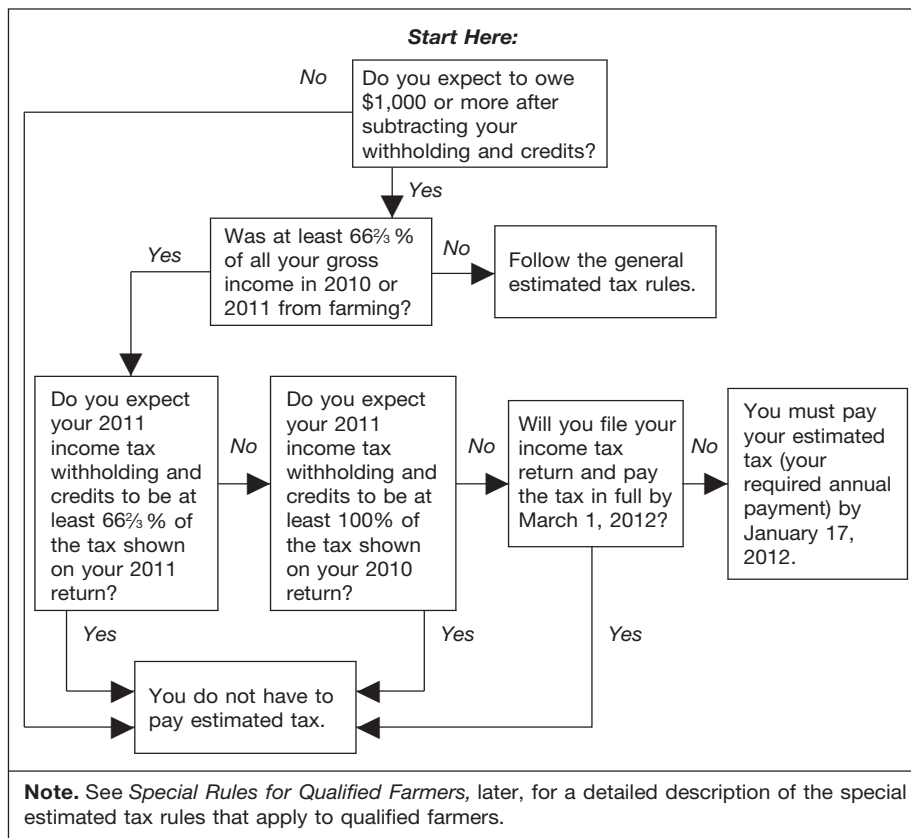 Start Here:
No
Do you expect to owe
$1,000 or more after
subtracting your
withholding and credits?
Yes
Was at least 66⅔ %
of all your gross
income in 2010 or
2011 from farming?
Yes
No
Follow the general
estimated tax rules.
Do you expect
your 2011
income tax
withholding and
credits to be at
least 66⅔ % of
the tax shown
on your 2011
return?
No
Do you expect
your 2011
income tax
withholding and
credits to be at
least 100% of
the tax shown
on your 2010
return?
No
Will you file your
income tax
return and pay
the tax in full by
March 1, 2012?
No
You must pay
your estimated
tax (your
required annual
payment) by
January 17,
2012.
Yes
Yes
Yes
You do not have to
pay estimated tax.
Note. See Special Rules for Qualified Farmers, later, for a detailed description of the special
estimated tax rules that apply to qualified farmers.